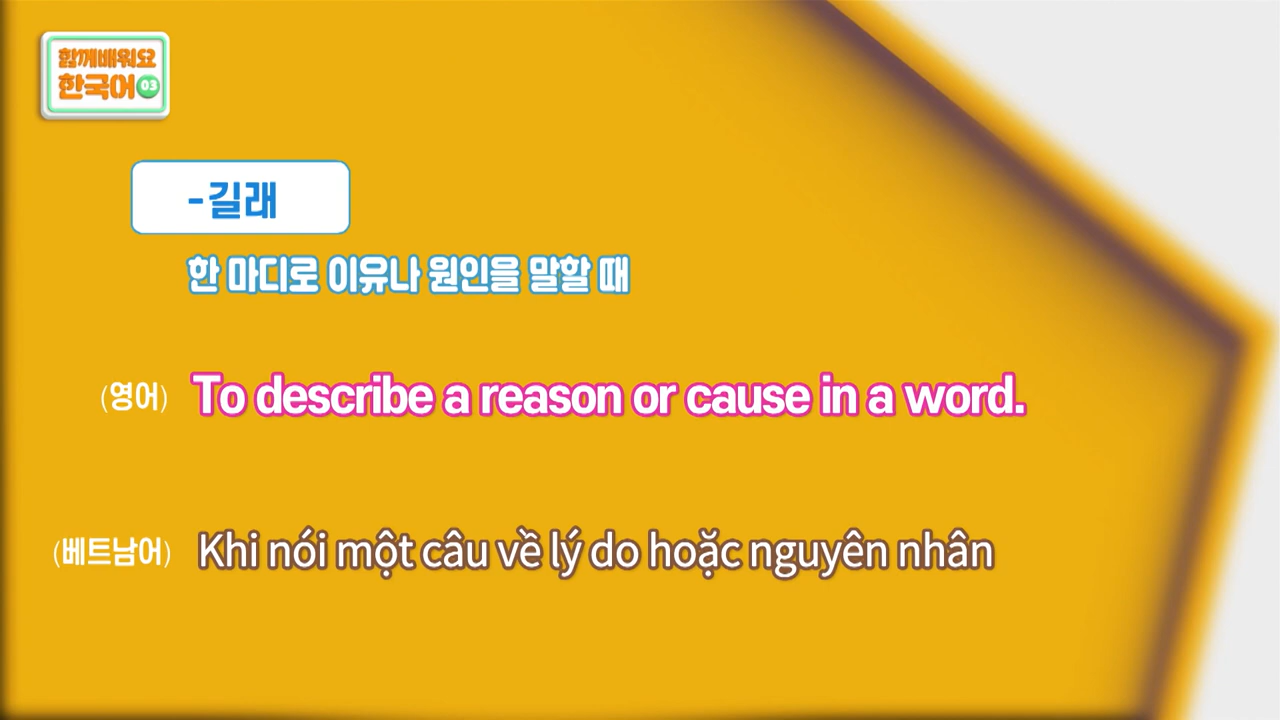 함께배워요
한국어 03
-길래
한 마디로 이유나 원인을 말할 때
(영어) To describe a reason or cause in a word.
(베트남어) Khi nói một câu về lý do hoặc nguyên nhân